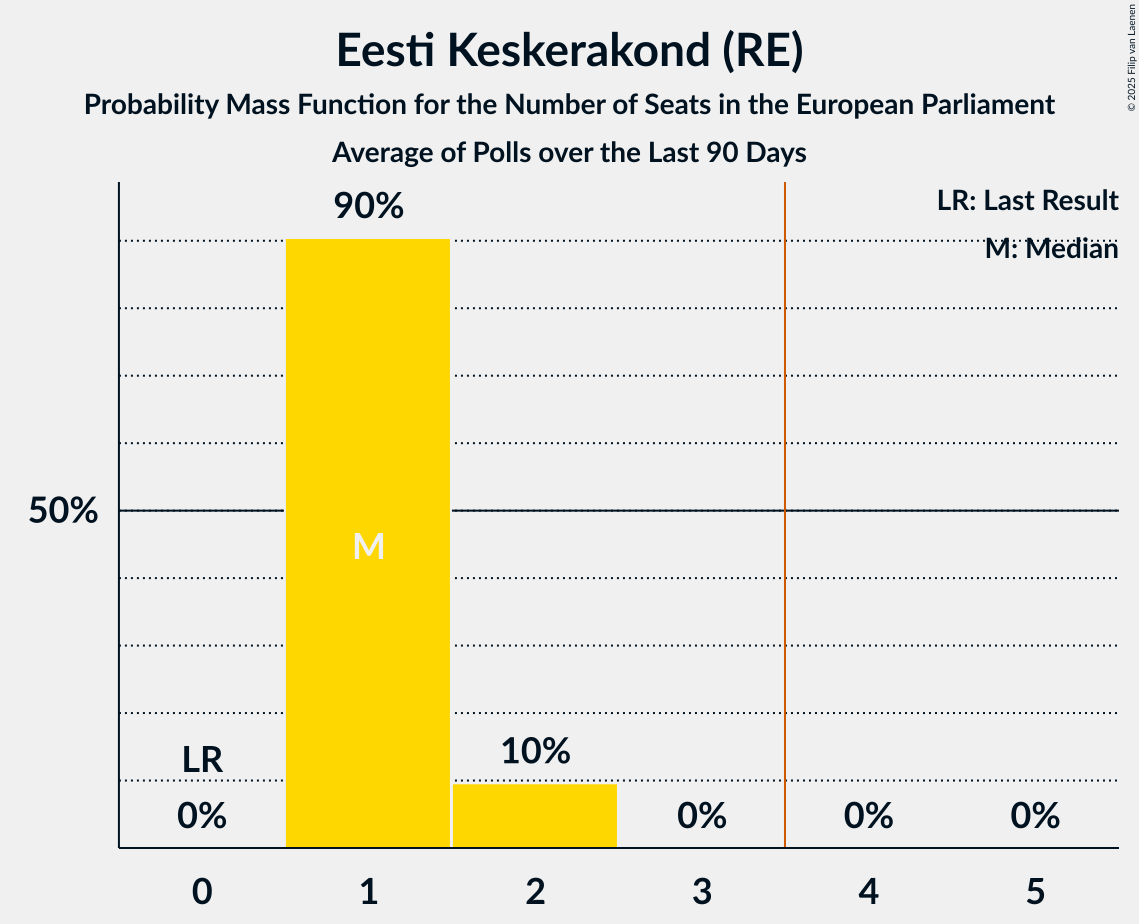 Eesti Keskerakond (RE)
Probability Mass Function for the Number of Seats in the European Parliament
Average of Polls over the Last 90 Days
© 2025 Filip van Laenen
LR: Last Result
M: Median
90%
50%
M
LR
10%
0%
0%
0%
0%
0 1 2 3 4 5